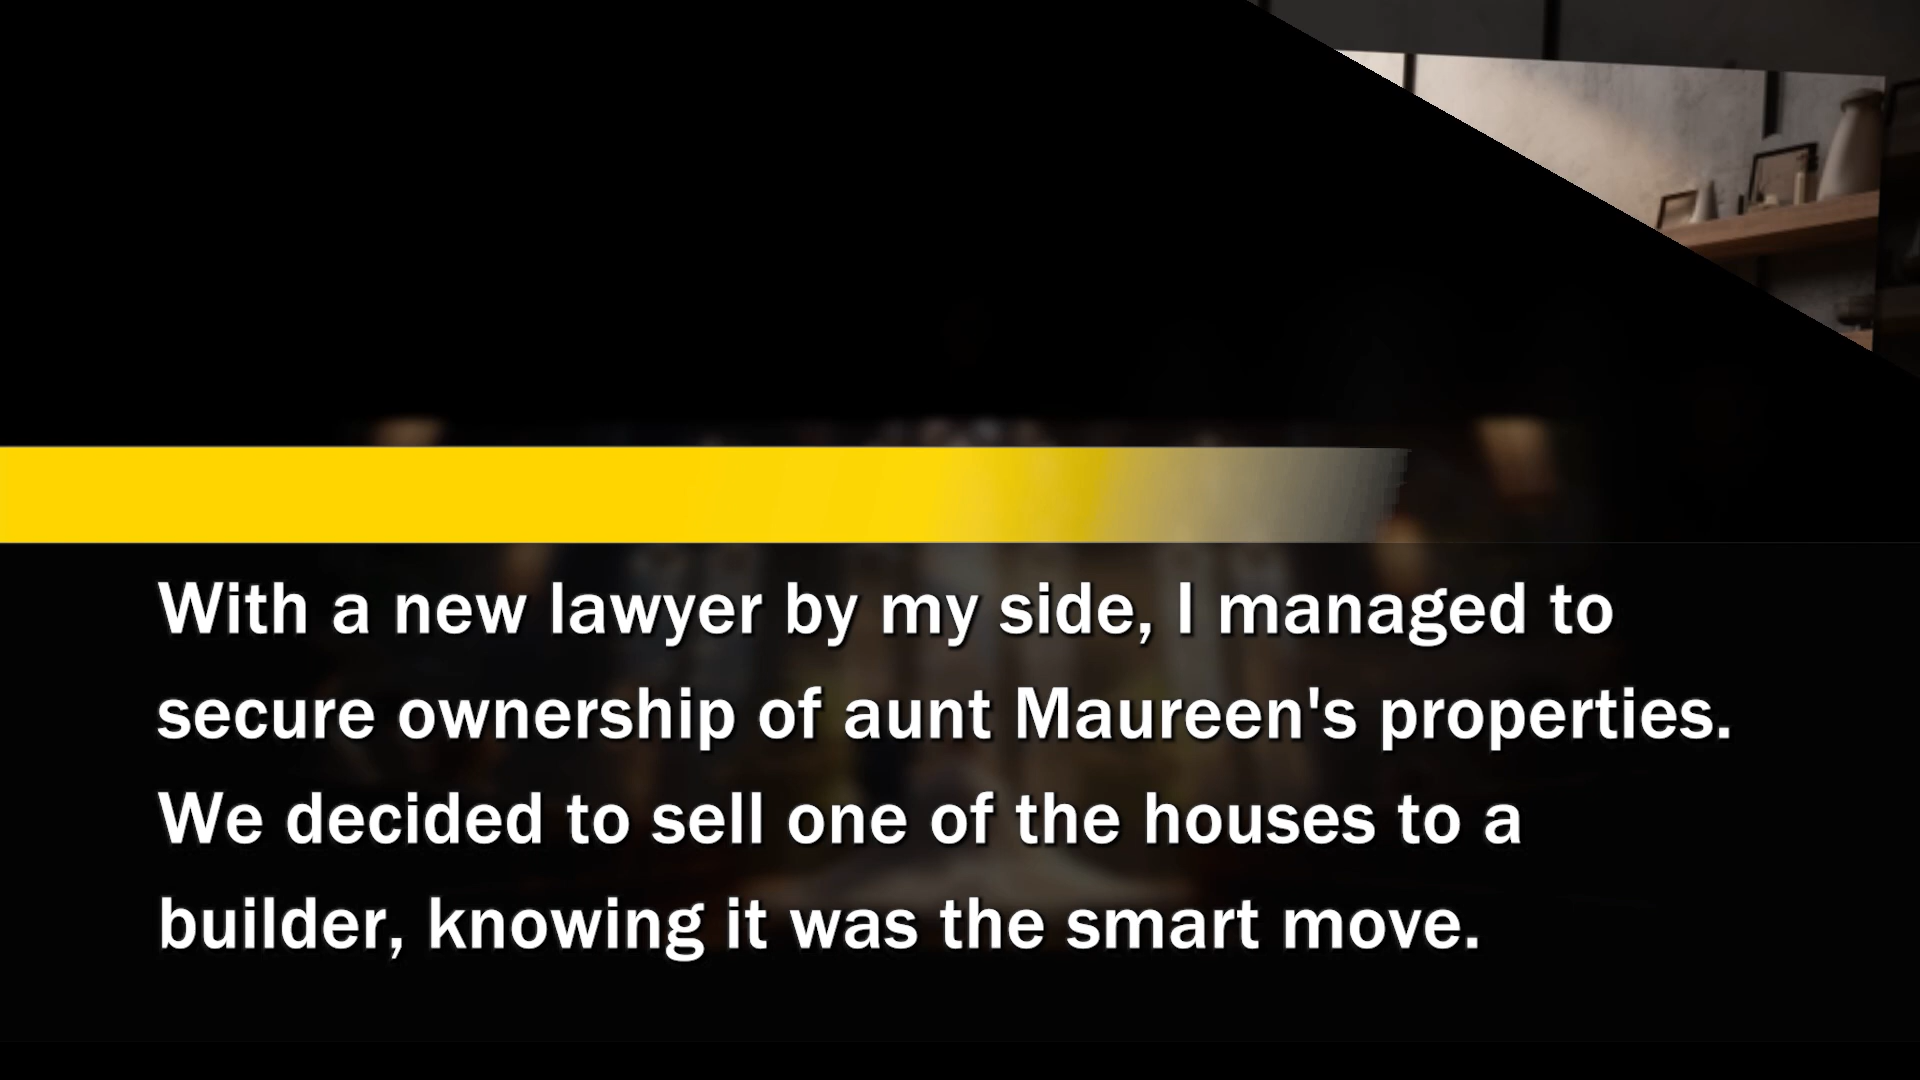 With a new lawyer by my side, I managed to
secure ownership of aunt Maureen's properties.
We decided to sell one of the houses to a
builder, knowing it was the smart move.